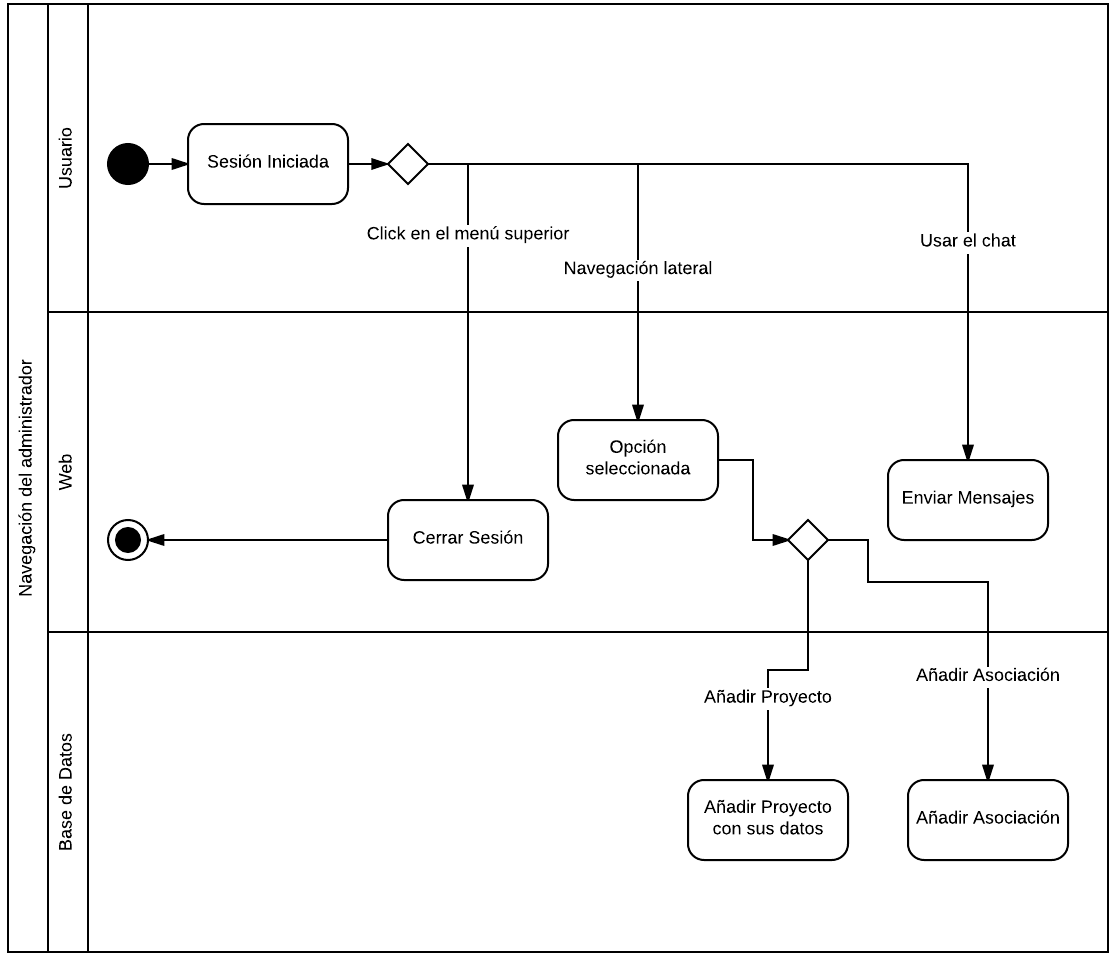 Navegación del administrador
Usuario
Sesión Iniciada
Click en el menú superior
Navegación lateral
Usar el chat
Web
Opción
seleccionada
Enviar Mensajes
Cerrar Sesión
Base de Datos
Añadir Proyecto
Añadir Asociación
Añadir Proyecto
con sus datos
Añadir Asociación